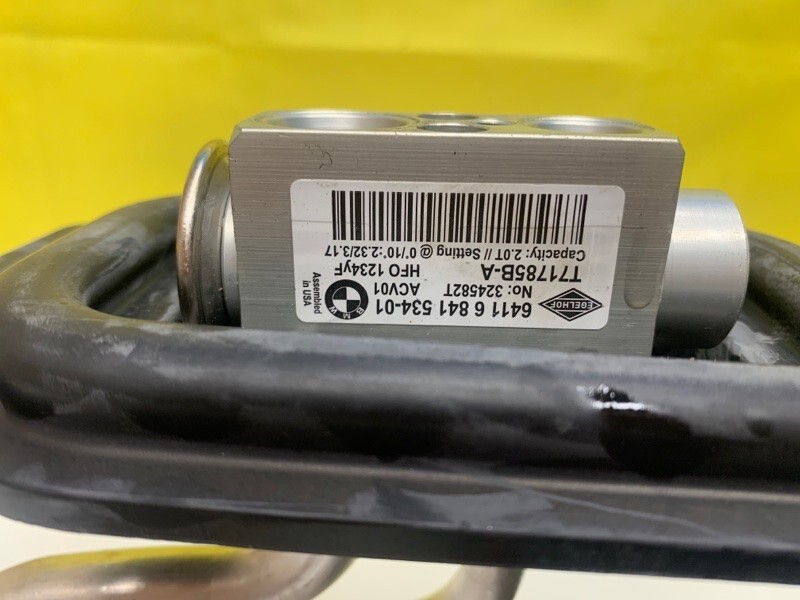 EGELHOF
6411 6 841 534-01
No: 324582T ACV01
T71785B-A HFO 1234yF
Capacity: 2.0T // Setting @ 0°/10°:2.32/3.17
BMW
Assembled
in USA